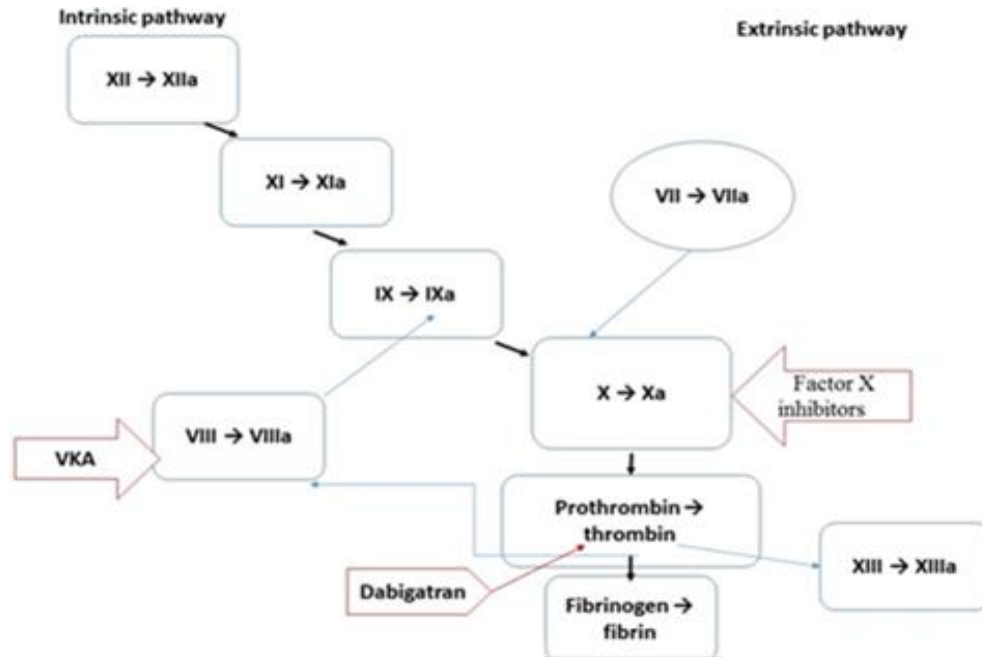 Intrinsic pathway
Extrinsic pathway
XII → XIIa
XI → XIa
VII → VIIa
IX → IXa
X → Xa
Factor X
inhibitors
VIII → VIIIa
VKA
Prothrombin →
thrombin
XIII → XIIIa
Dabigatran
Fibrinogen →
fibrin